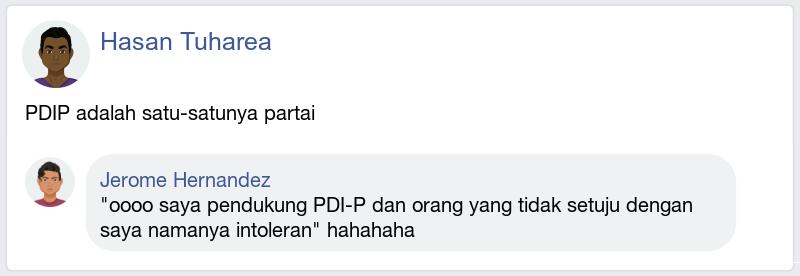 Hasan Tuharea
PDIP adalah satu-satunya partai
Jerome Hernandez
"oooo saya pendukung PDI-P dan orang yang tidak setuju dengan
saya namanya intoleran" hahahaha